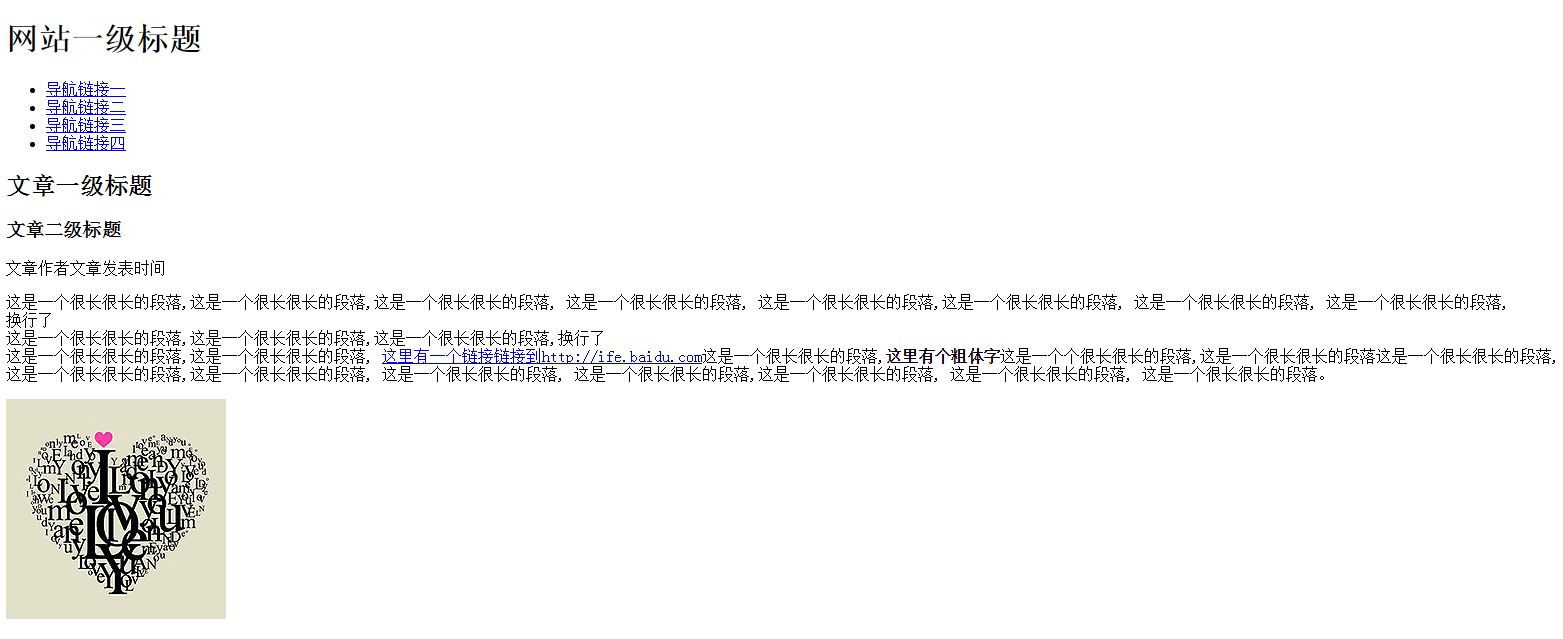 网站一级标题
导航链接一
导航链接二
导航链接三
导航链接四
文章一级标题
文章二级标题
文章作者文章发表时间
这是一个很长很长的段落,这是一个很长很长的段落,这是一个很长很长的段落, 这是一个很长很长的段落, 这是一个很长很长的段落,这是一个很长很长的段落, 这是一个很长很长的段落, 这是一个很长很长的段落,
换行了
这是一个很长很长的段落,这是一个很长很长的段落,这是一个很长很长的段落,换行了
这是一个很长很长的段落,这是一个很长很长的段落, 这里有一个链接链接到http://ife.baidu.com这是一个很长很长的段落,这里有个粗体字这是一个个很长很长的段落,这是一个很长很长的段落这是一个很长很长的段落,
这是一个很长很长的段落,这是一个很长很长的段落, 这是一个很长很长的段落, 这是一个很长很长的段落,这是一个很长很长的段落, 这是一个很长很长的段落, 这是一个很长很长的段落。